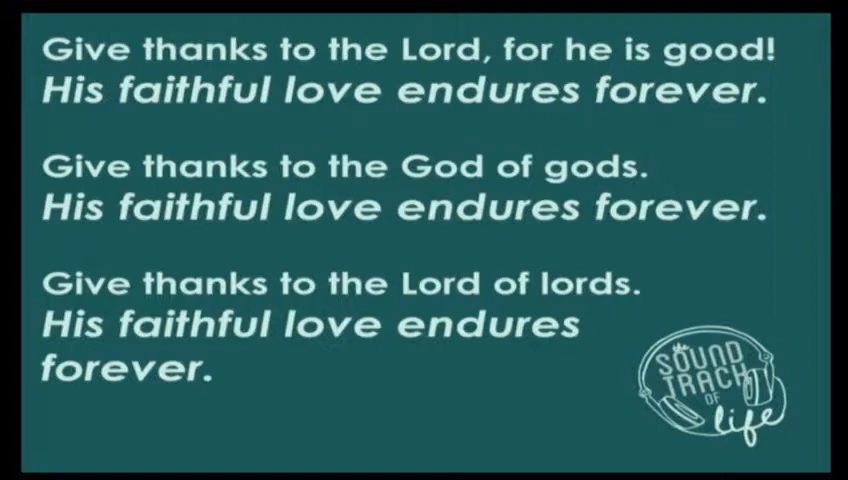 Give thanks to the Lord, for he is good!
His faithful love endures forever.
Give thanks to the God of gods.
His faithful love endures forever.
Give thanks to the Lord of lords.
His faithful love endures
forever.
the
SOUND
TRACK
OF
life